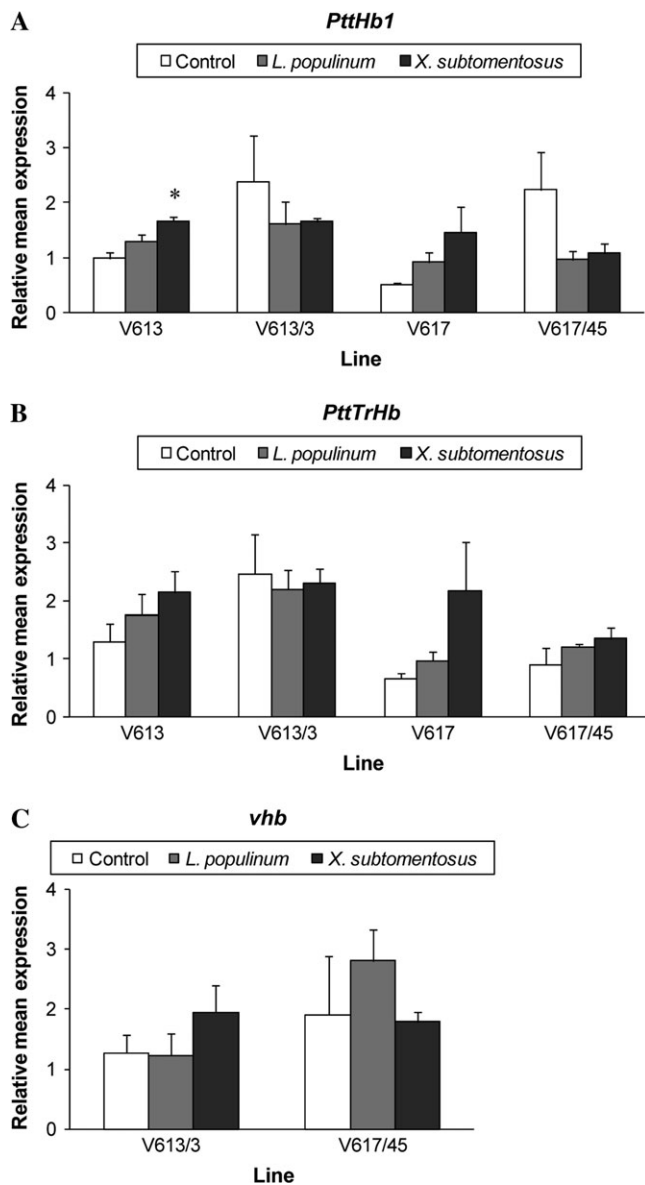 A
PttHb1
Control L. populinum X. subtomentosus
Relative mean expression
4
3
2
1
0
*
V613 V613/3 V617 V617/45
Line
B
PttTrHb
Control L. populinum X. subtomentosus
Relative mean expression
4
3
2
1
0
V613 V613/3 V617 V617/45
Line
C
vhb
Control L. populinum X. subtomentosus
Relative mean expression
4
3
2
1
0
V613/3 V617/45
Line